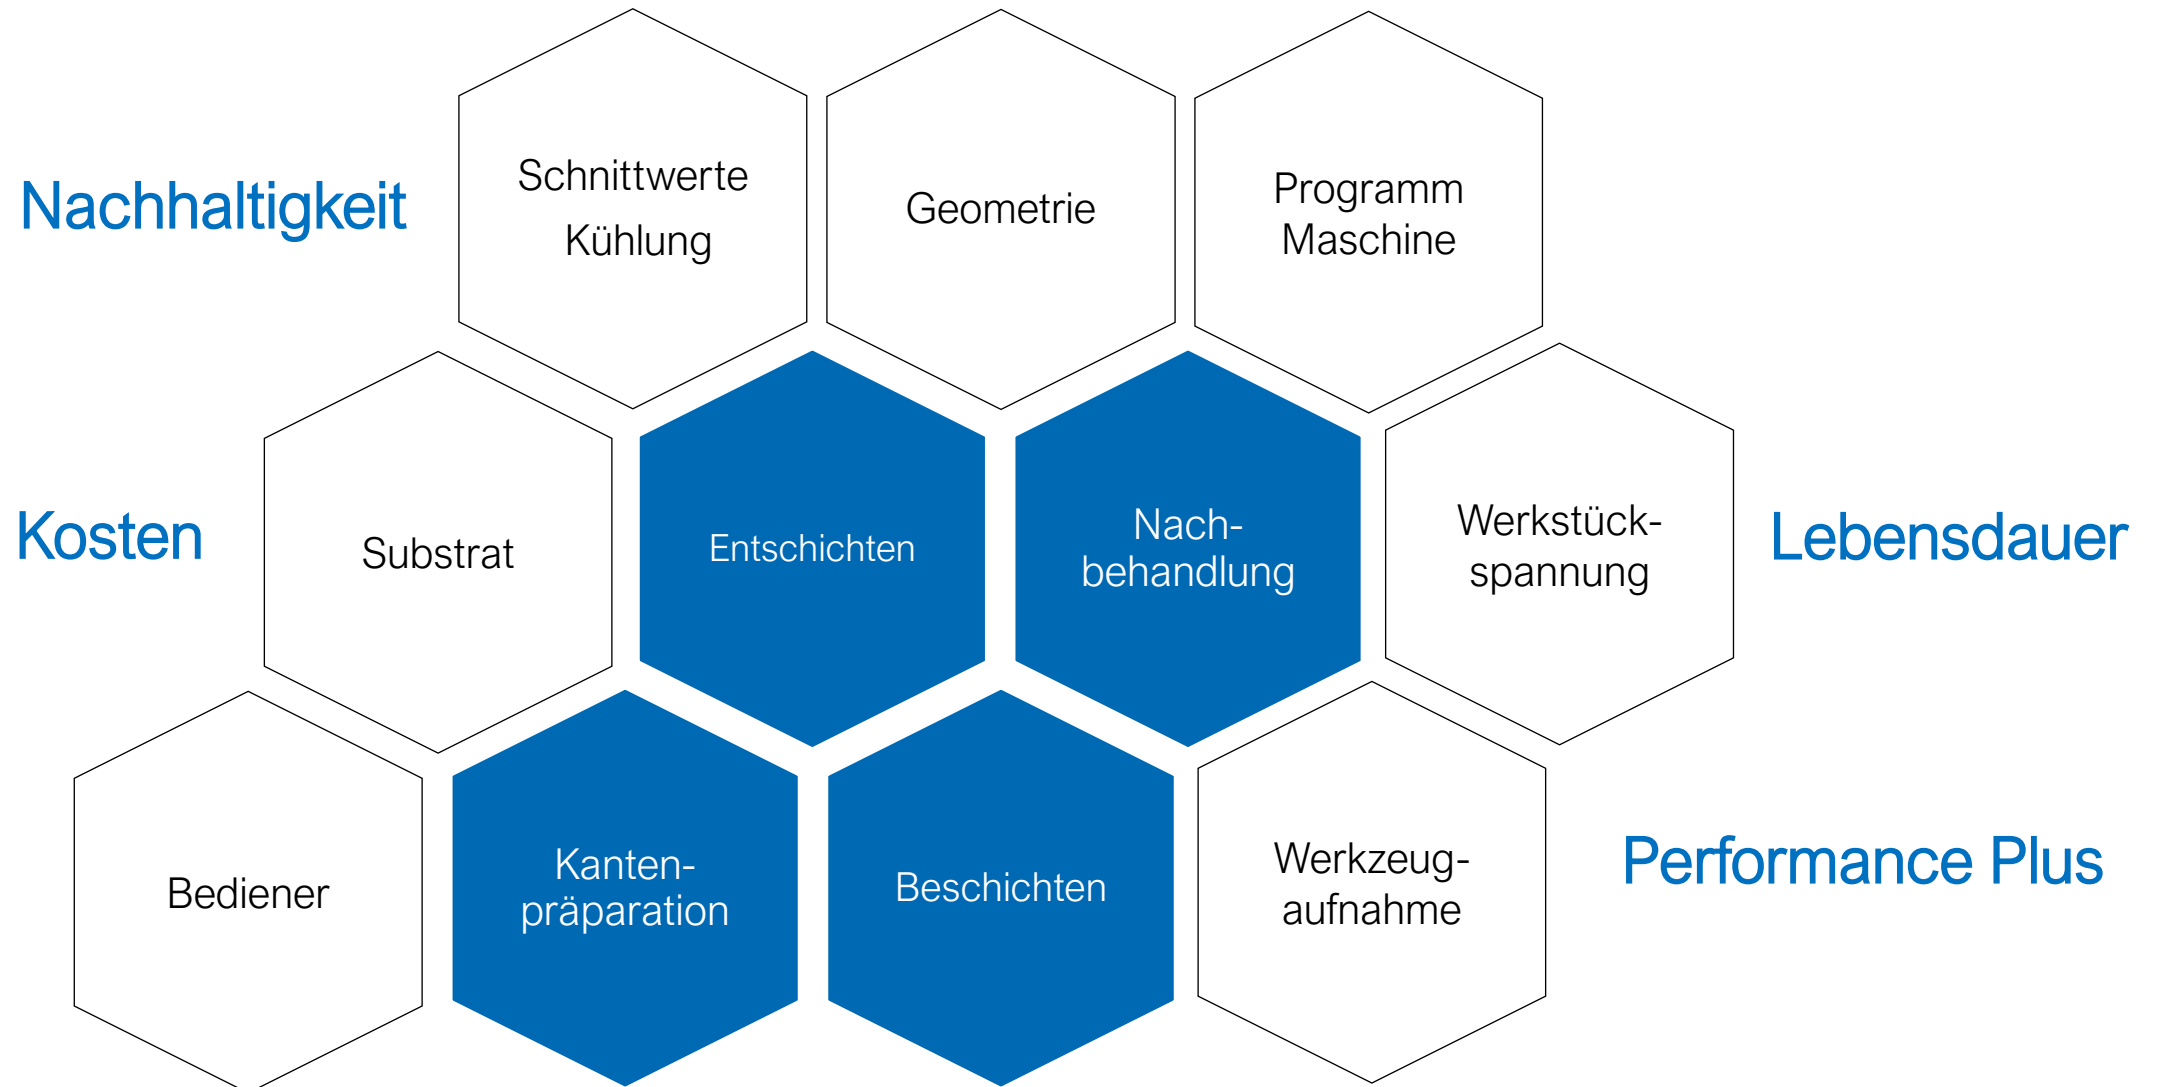 Schnittwerte
Kühlung
Geometrie
Programm
Maschine
Nachhaltigkeit
Kosten
Substrat
Entschichten
Nach-
behandlung
Werkstück-
spannung
Lebensdauer
Bediener
Kanten-
präparation
Beschichten
Werkzeug-
aufnahme
Performance Plus